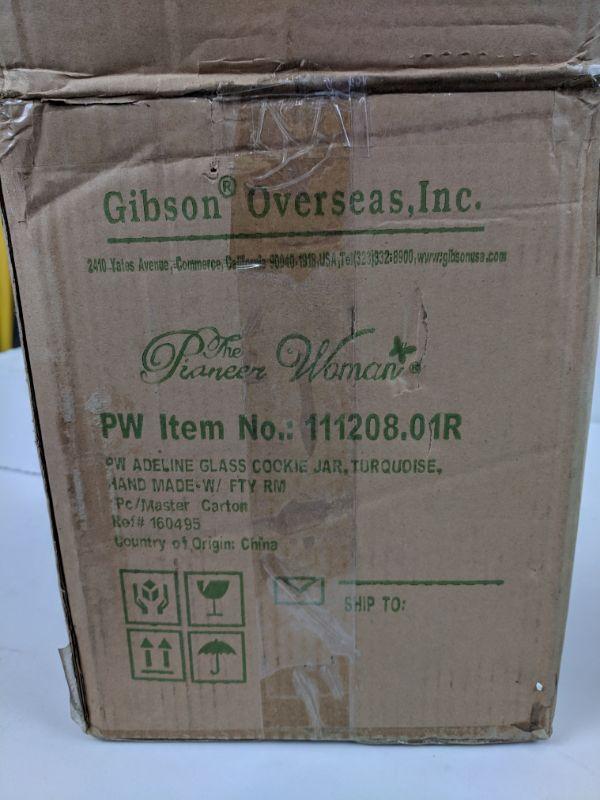 Gibson® Overseas,Inc.
2410 Yates Avenue, Commerce, California 90040-1918,USA,Tel(323)832-8900,www.gibsonusa.com
The
Pioneer Woman®
PW Item No.: 111208.01R
PW ADELINE GLASS COOKIE JAR, TURQUOISE,
HAND MADE-W/ FTY RM
Pc/Master Carton
Ref# 160495
Country of Origin: China
SHIP TO: